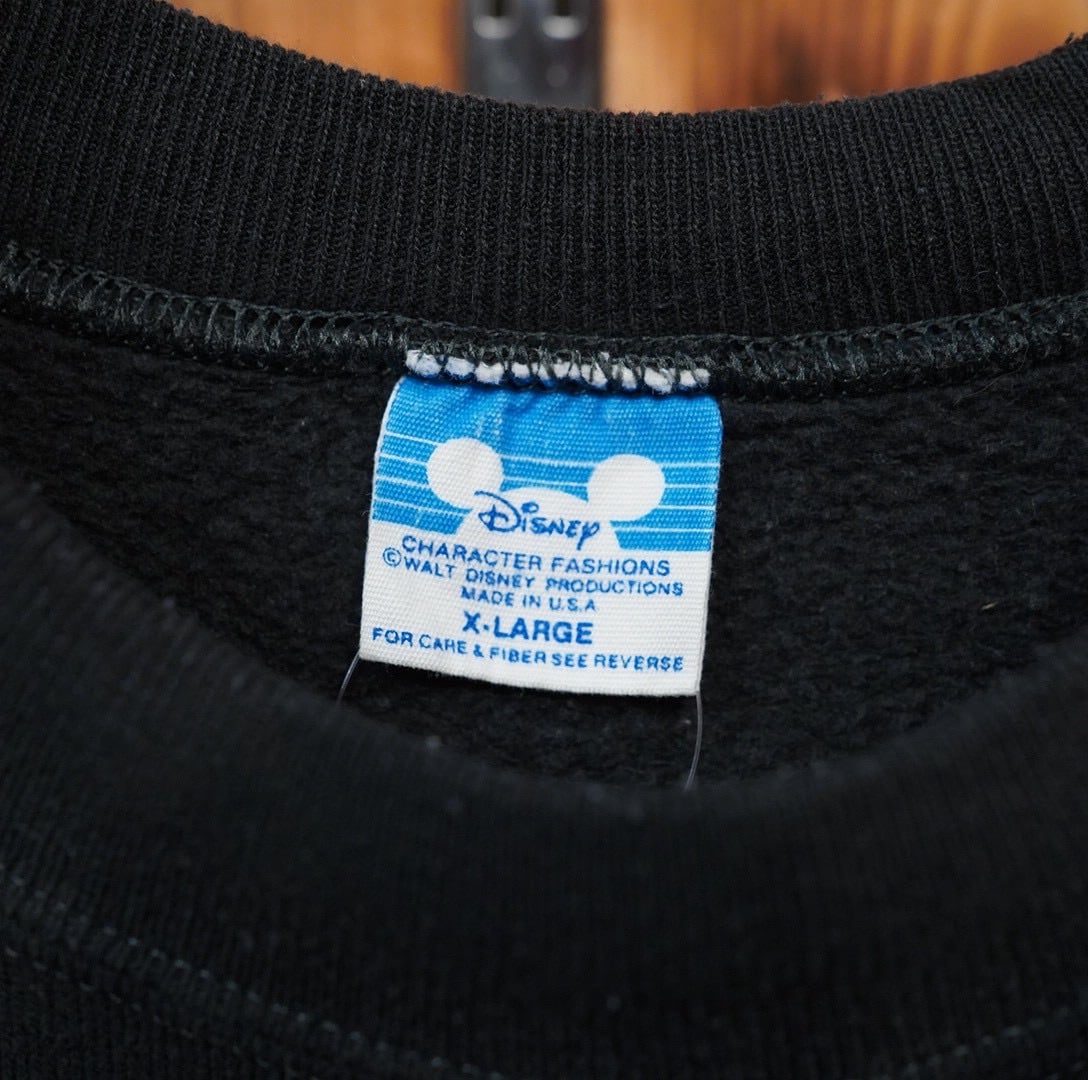 Disney
CHARACTER FASHIONS
©WALT DISNEY PRODUCTIONS
MADE IN U.S.A
X-LARGE
FOR CARE & FIBER SEE REVERSE